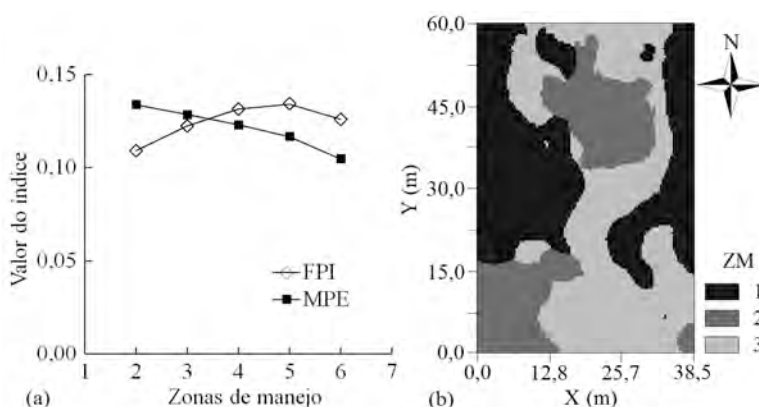 0,15
0,10
0,05
0,00
Valor do índice
FPI
MPE
1 2 3 4 5 6 7
Zonas de manejo
(a)
60,0
45,0
30,0
15,0
0,0
Y (m)
0,0 12,8 25,7 38,5
X (m)
(b)
N
ZM
1
2
3